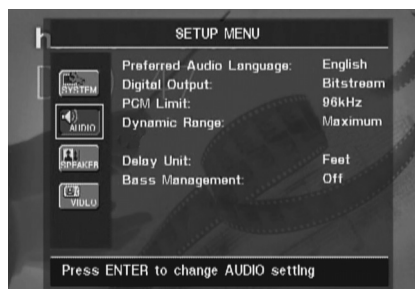 h
SETUP MENU
SYSTEM
AUDIO
SPEAKER
VIDEO
Preferred Audio Language: English
Digital Output: Bitstream
PCM Limit: 96kHz
Dynamic Range: Maximum
Delay Unit: Feet
Bass Management: Off
Press ENTER to change AUDIO setting